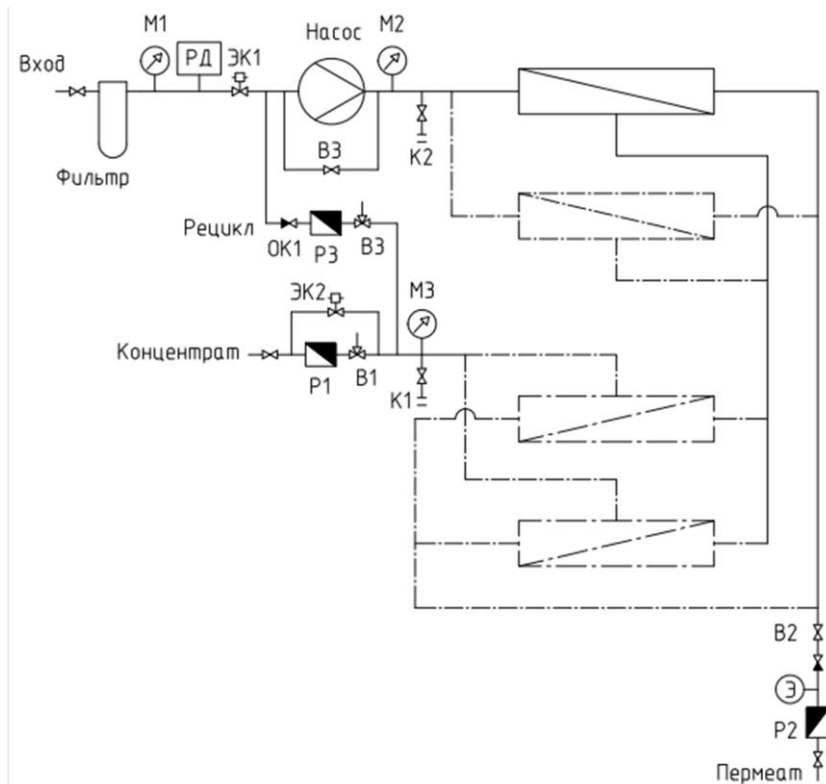 М1
РД
ЭК1
Насос
М2
Вход
Фильтр
В3
К2
Рецикл
ОК1
Р3
В3
ЭК2
М3
Концентрат
Р1
В1
К1
В2
Э
Р2
Пермеат